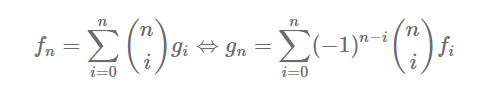 $f_n = \sum_{i=0}^{n} \binom{n}{i} g_i \Leftrightarrow g_n = \sum_{i=0}^{n} (-1)^{n-i} \binom{n}{i} f_i$